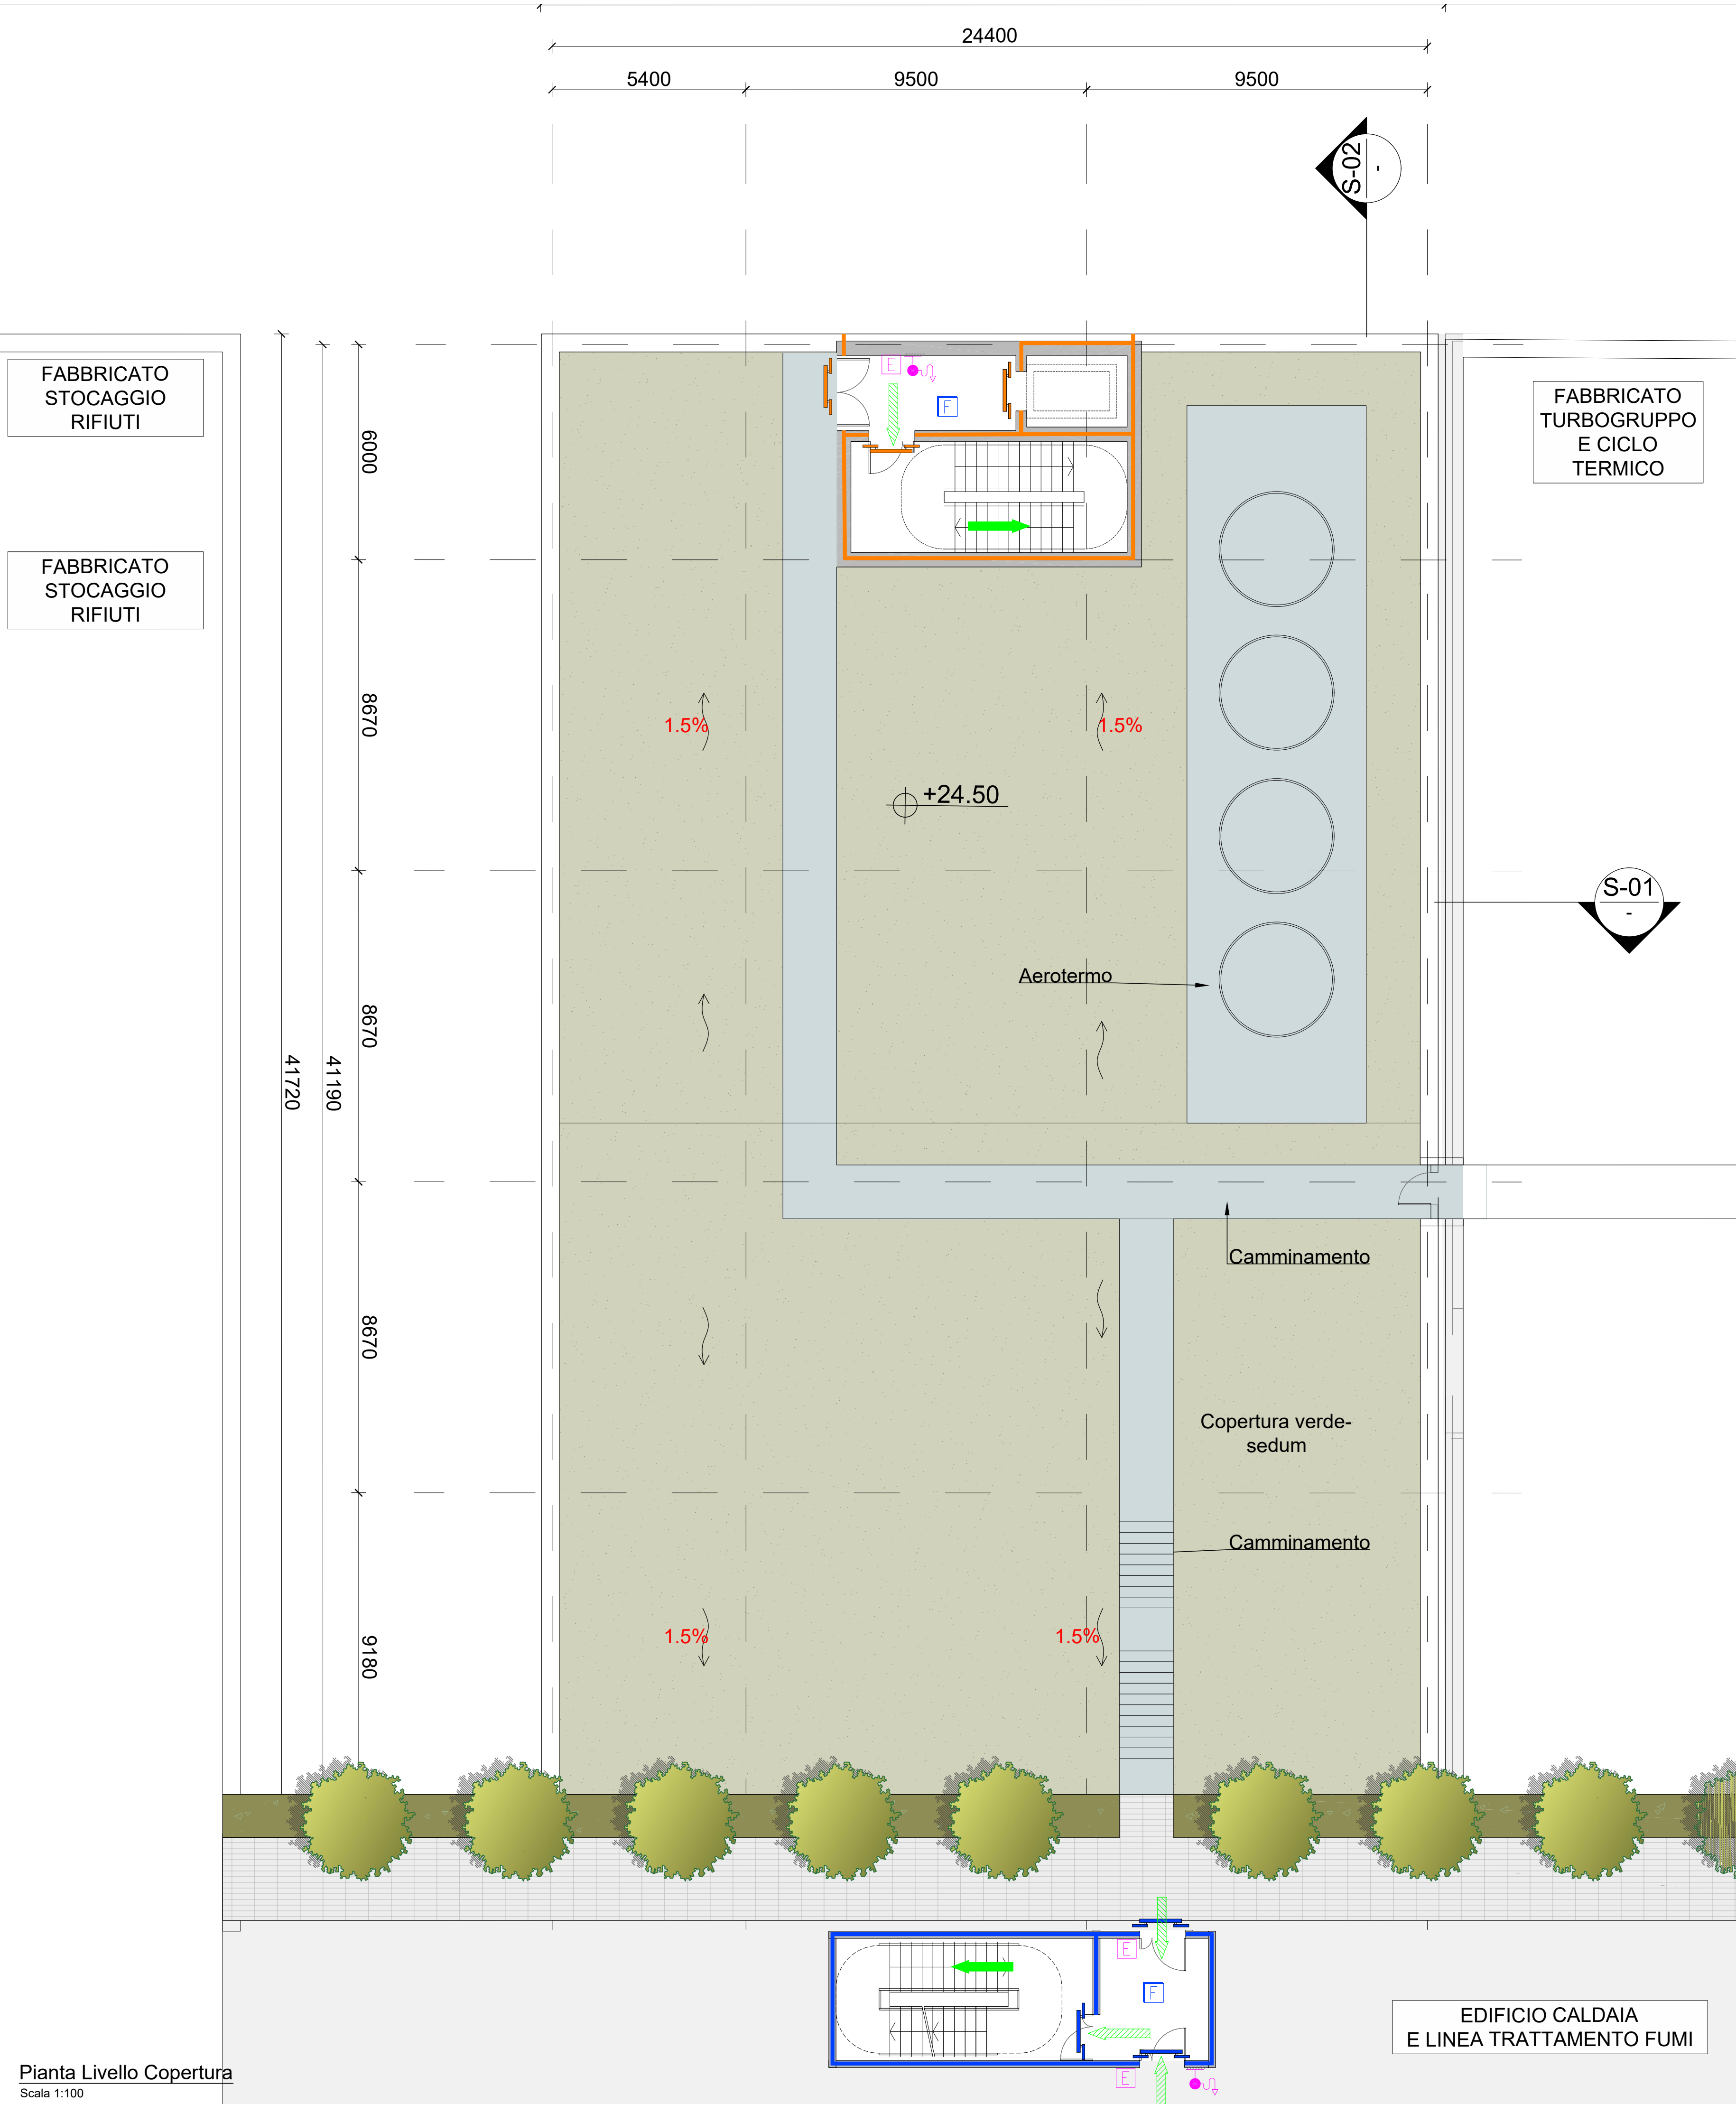 24400
5400
9500
9500
S-02
-
FABBRICATO
STOCAGGIO
RIFIUTI
FABBRICATO
TURBOGRUPPO
E CICLO
TERMICO
E
F
6000
FABBRICATO
STOCAGGIO
RIFIUTI
8670
1.5%
1.5%
+24.50
S-01
-
Aerotermo
8670
41720
41190
Camminamento
8670
Copertura verde-
sedum
Camminamento
1.5%
1.5%
9180
E
F
E
EDIFICIO CALDAIA
E LINEA TRATTAMENTO FUMI
Pianta Livello Copertura
Scala 1:100